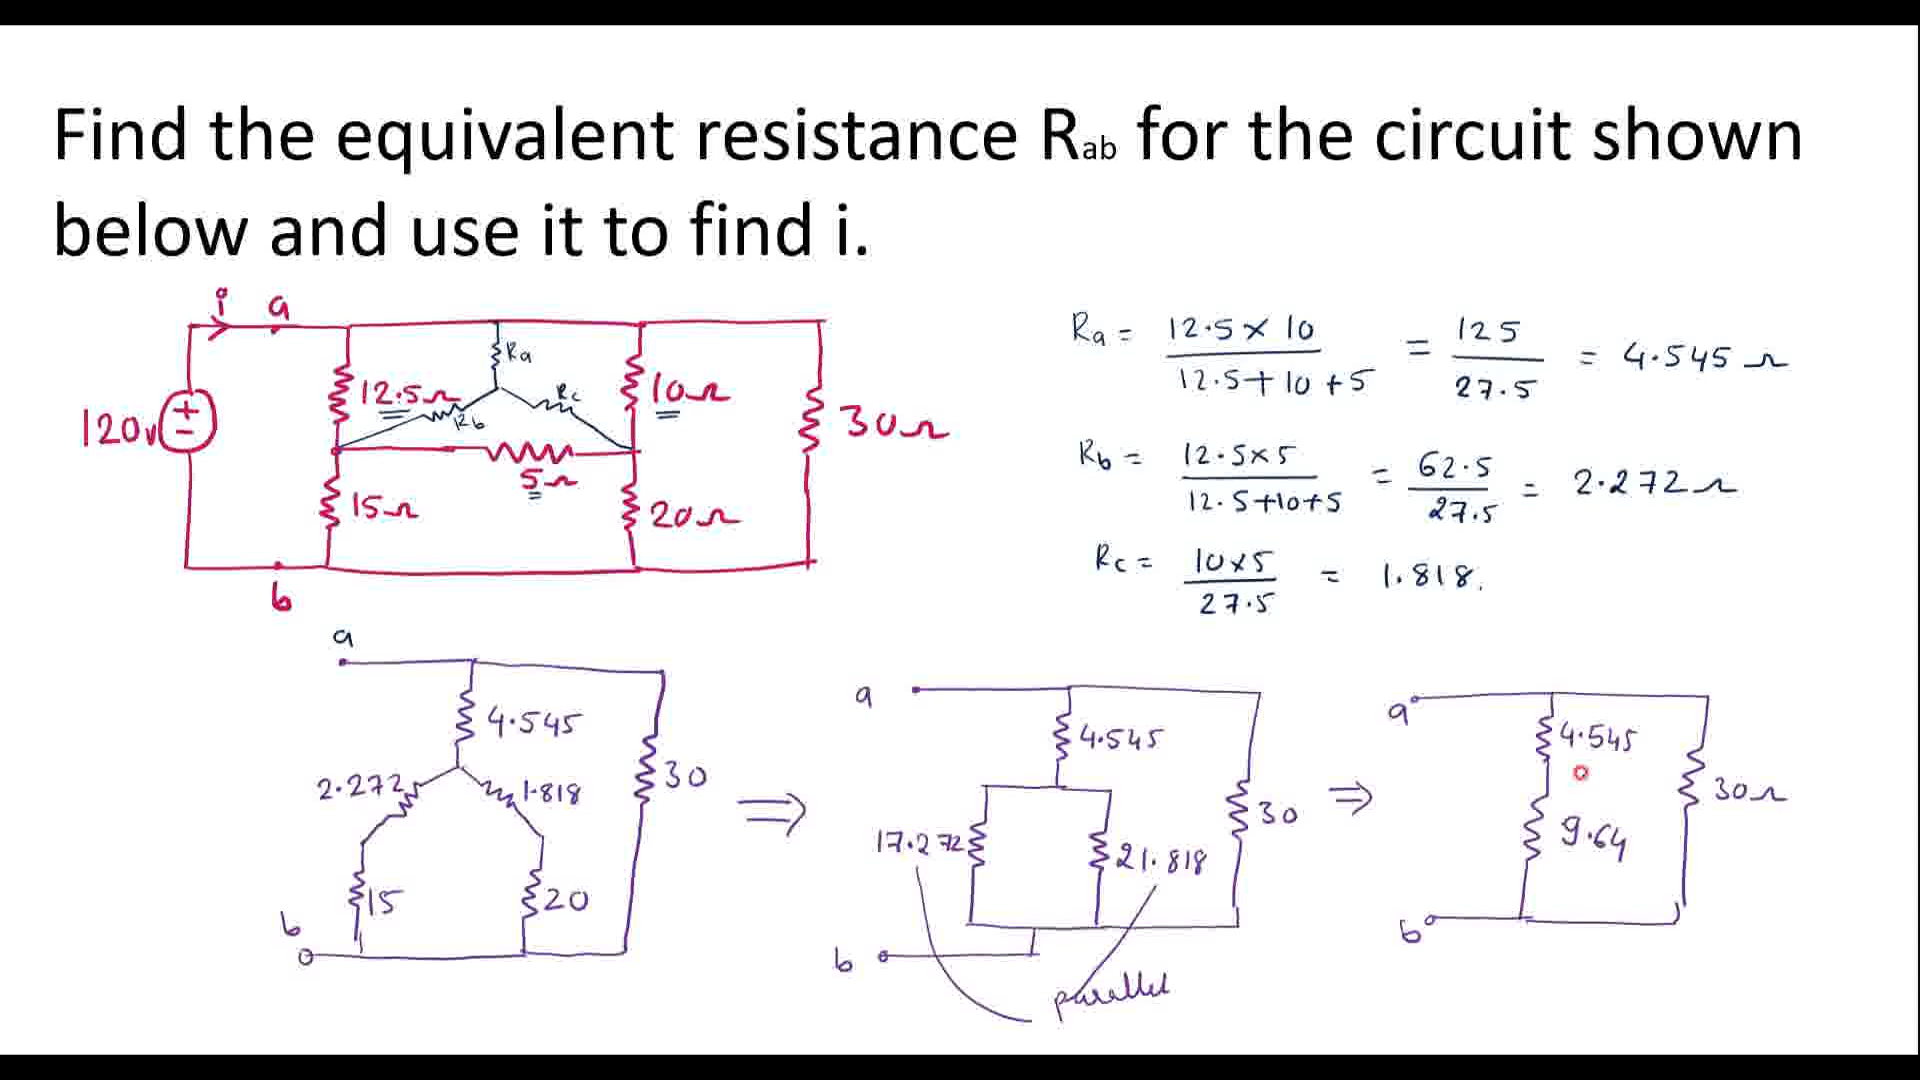 Find the equivalent resistance Rab for the circuit shown
below and use it to find i.
i a
120v
12.5Ω
Ra
Rb
Rc
10Ω
30Ω
5Ω
15Ω
20Ω
b
Ra = 12.5 × 10 / 12.5 + 10 + 5 = 125 / 27.5 = 4.545 Ω
Rb = 12.5×5 / 12.5+10+5 = 62.5 / 27.5 = 2.272 Ω
Rc = 10×5 / 27.5 = 1.818.
a
4.545
2.272
1.818
30
15
20
b
⇒
a
4.545
17.272
21.818
30
b
parallel
⇒
a
4.545
9.64
30Ω
b